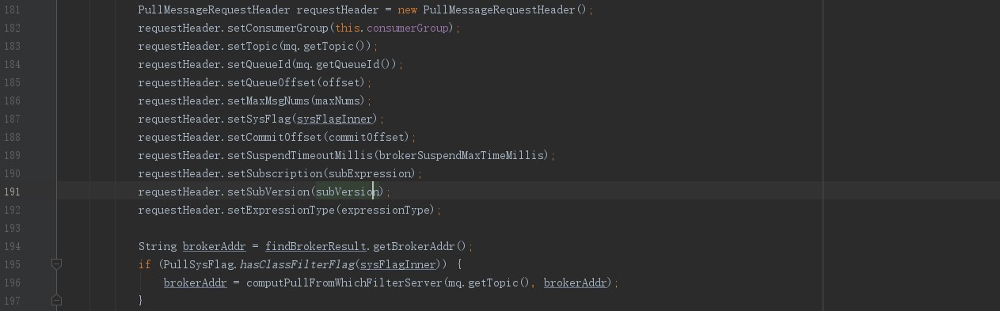 181 PullMessageRequestHeader requestHeader = new PullMessageRequestHeader();
182 requestHeader.setConsumerGroup(this.consumerGroup);
183 requestHeader.setTopic(mq.getTopic());
184 requestHeader.setQueueId(mq.getQueueId());
185 requestHeader.setQueueOffset(offset);
186 requestHeader.setMaxMsgNums(maxNums);
187 requestHeader.setSysFlag(sysFlagInner);
188 requestHeader.setCommitOffset(commitOffset);
189 requestHeader.setSuspendTimeoutMillis(brokerSuspendMaxTimeMillis);
190 requestHeader.setSubscription(subExpression);
191 requestHeader.setSubVersion(subVersion);
192 requestHeader.setExpressionType(expressionType);
193
194 String brokerAddr = findBrokerResult.getBrokerAddr();
195 if (PullSysFlag.hasClassFilterFlag(sysFlagInner)) {
196 brokerAddr = computPullFromWhichFilterServer(mq.getTopic(), brokerAddr);
197 }